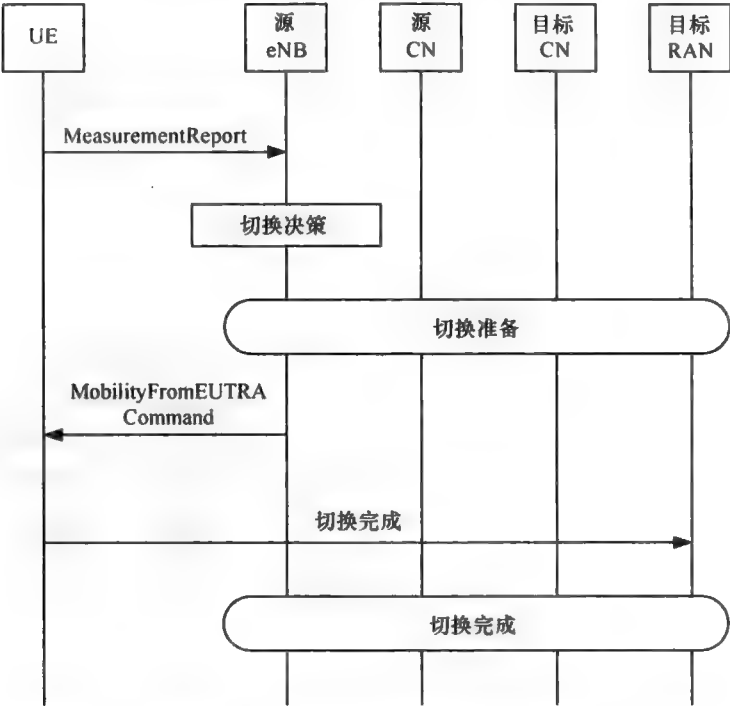 UE
源
eNB
源
CN
目标
CN
目标
RAN
MeasurementReport
切换决策
切换准备
MobilityFromEUTRA
Command
切换完成
切换完成